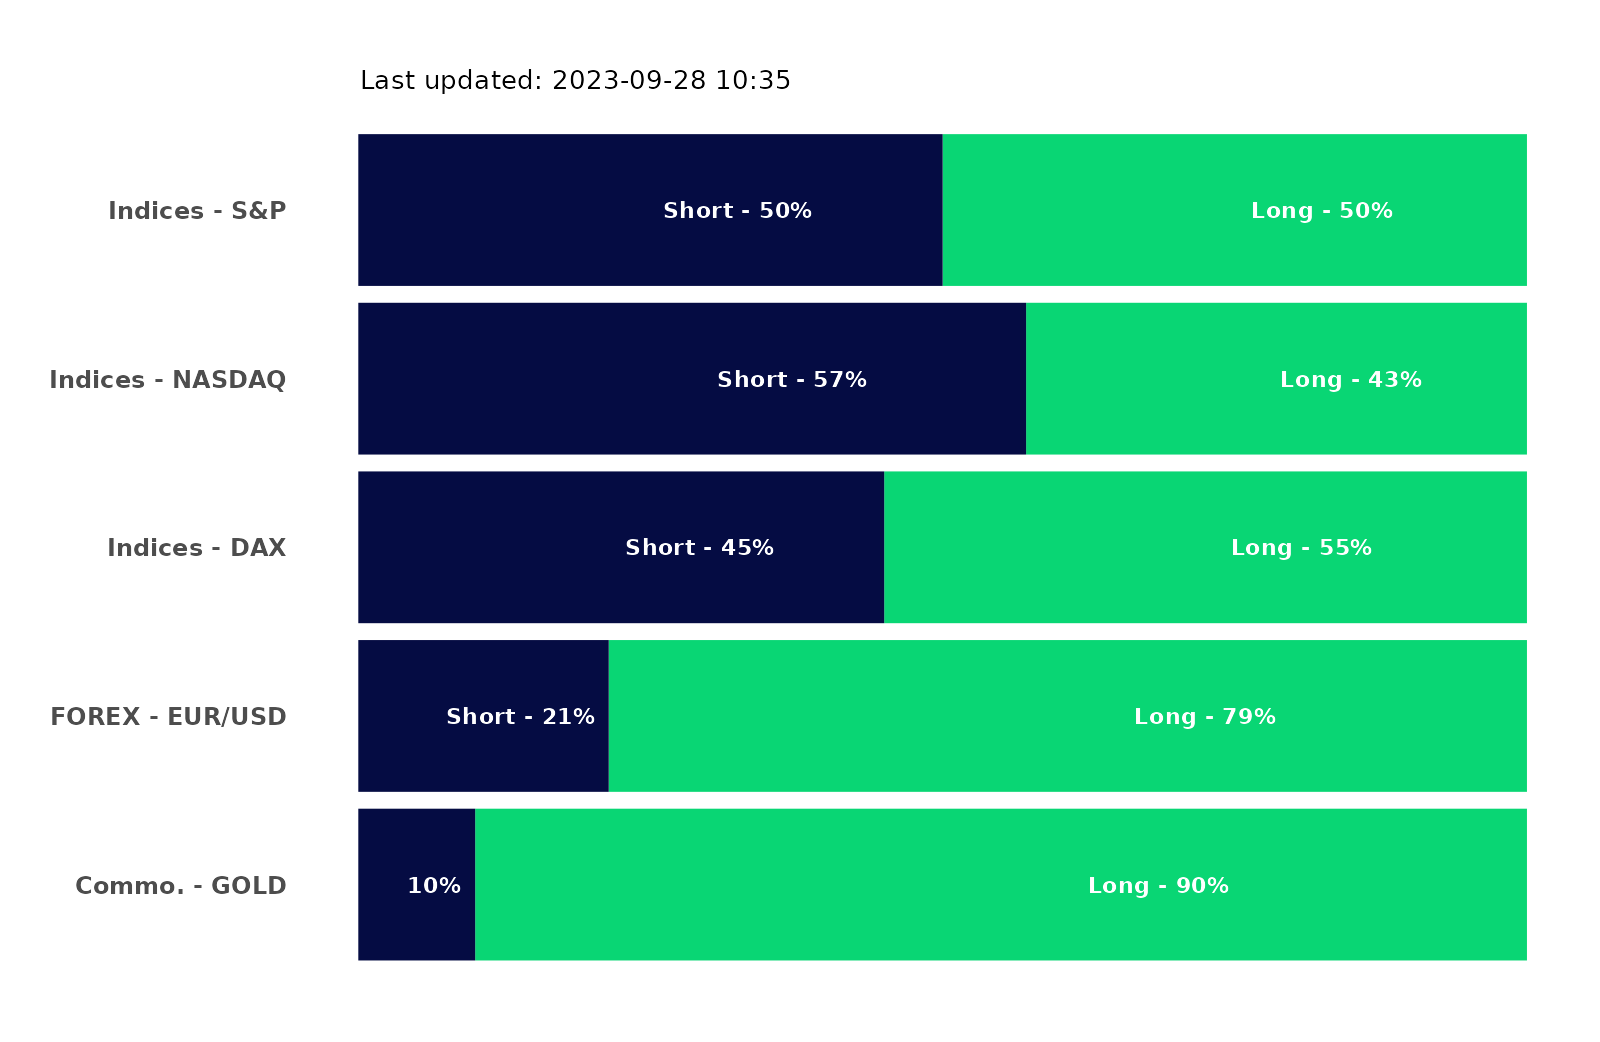 Last updated: 2023-09-28 10:35
Indices - S&P Short - 50% Long - 50%
Indices - NASDAQ Short - 57% Long - 43%
Indices - DAX Short - 45% Long - 55%
FOREX - EUR/USD Short - 21% Long - 79%
Commo. - GOLD 10% Long - 90%